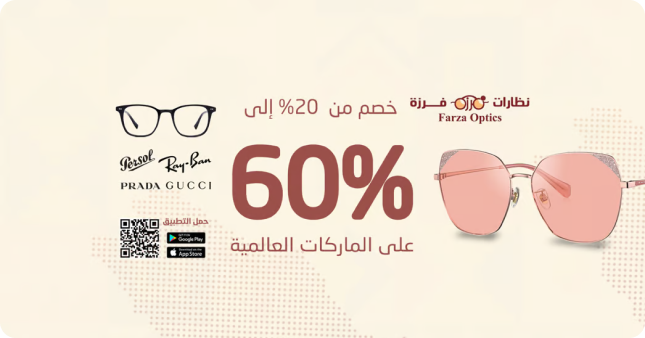 نظارات فرزة
Farza Optics
خصم من 20% إلى
60%
على الماركات العالمية
Persol
Ray-Ban
PRADA GUCCI
حمل التطبيق
Google Play
App Store